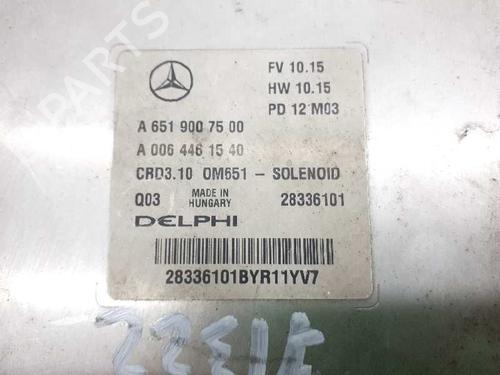 FV 10.15
HW 10.15
PD 12 M03
A 651 900 75 00
A 006 446 15 40
CRD3.10 OM651 - SOLENOID
Q03 MADE IN HUNGARY 28336101
DELPHI
28336101BYR11YV7